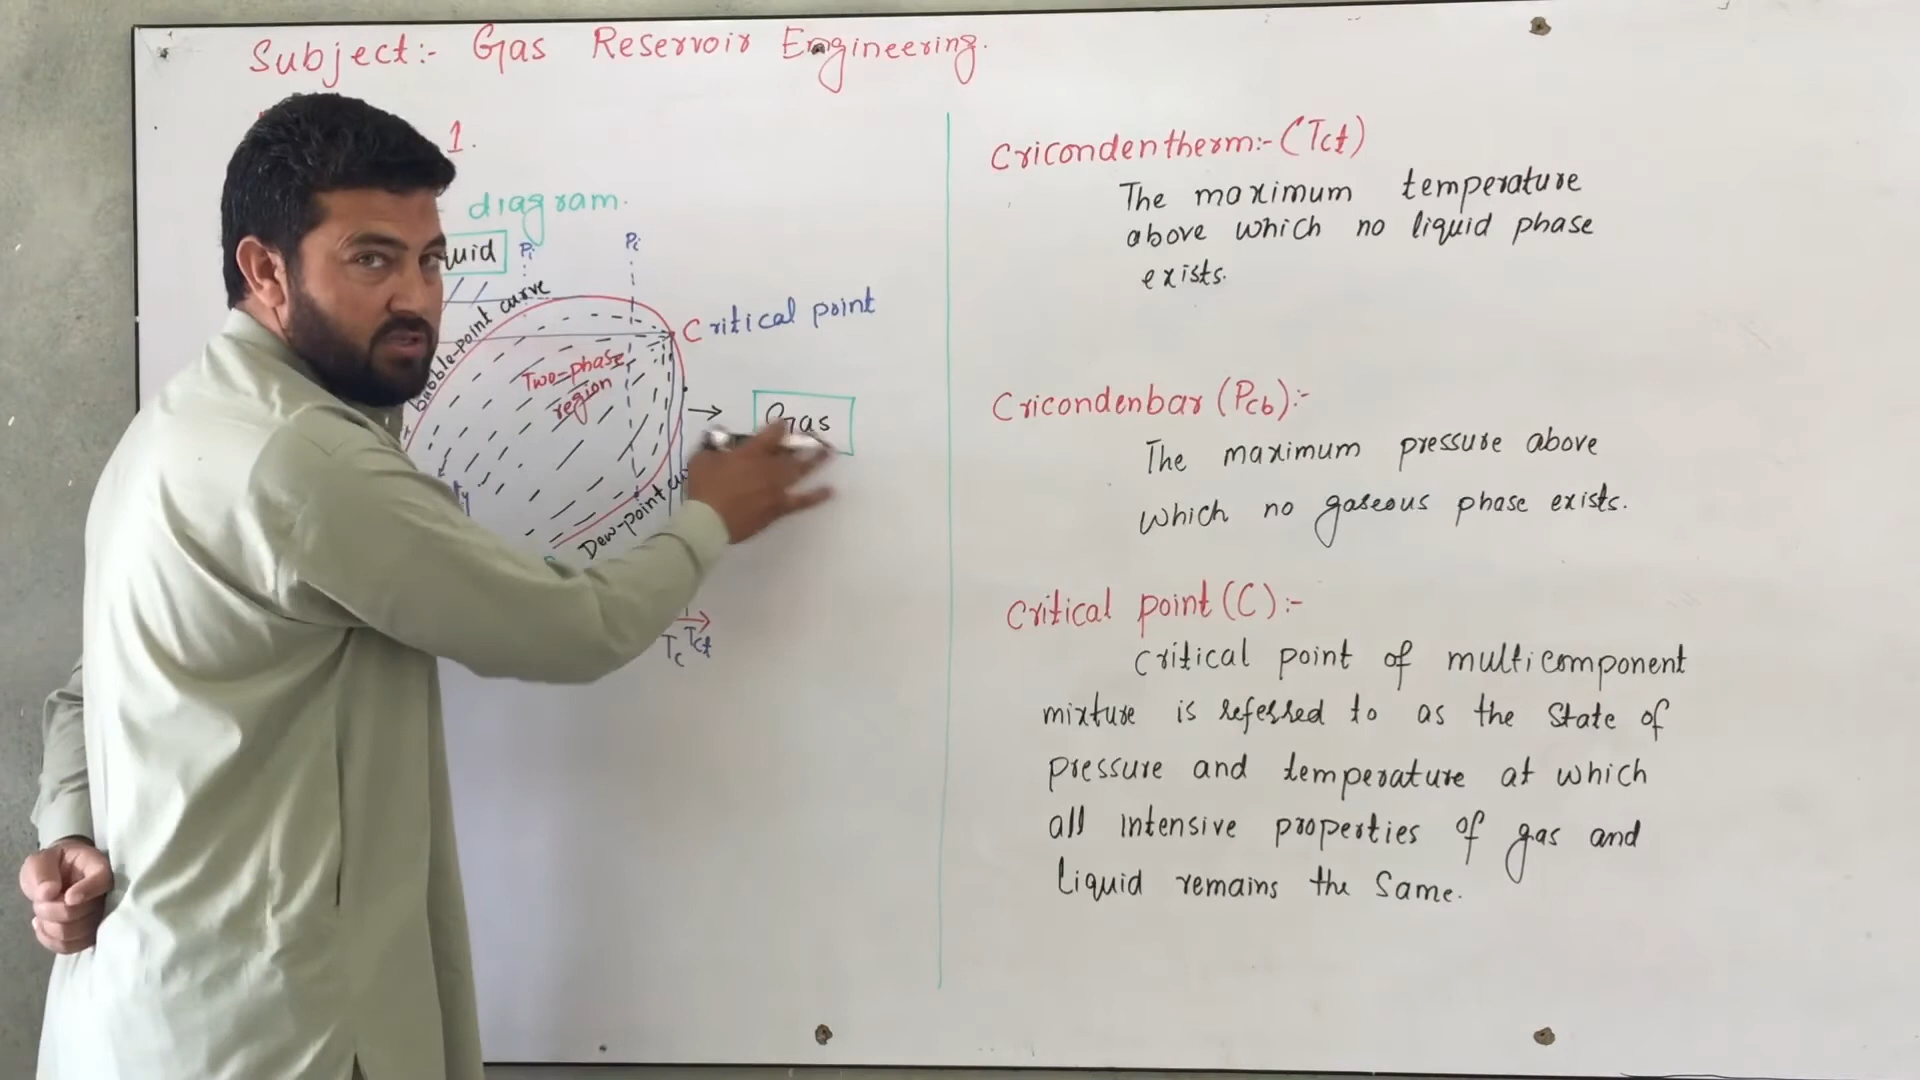 Subject:- Gas Reservoir Engineering.
1.
diagram.
quid
Pi
Pi
bubble-point curve
Critical point
Two-phase
region
Gas
Dew-point
Tc Tct
Cricondentherm:- (Tct)
The maximum temperature
above which no liquid phase
exists.
Cricondenbar (Pcb):-
The maximum pressure above
which no gaseous phase exists.
Critical point (C):-
Critical point of multicomponent
mixture is referred to as the State of
pressure and temperature at which
all intensive properties of gas and
liquid remains the Same.